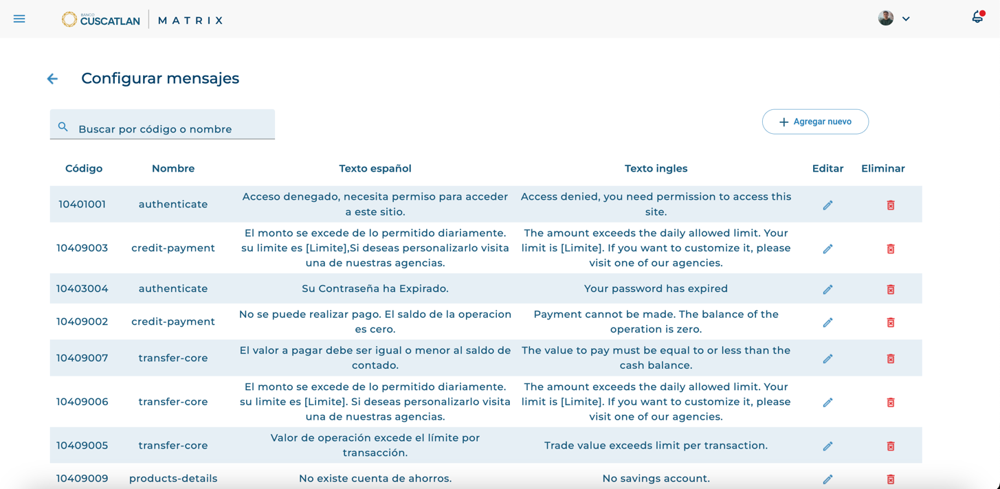 BANCO
CUSCATLAN
MATRIX
Configurar mensajes
Buscar por código o nombre
Agregar nuevo
Código Nombre Texto español Texto ingles Editar Eliminar
10401001 authenticate Acceso denegado, necesita permiso para acceder Access denied, you need permission to access this
a este sitio. site.
El monto se excede de lo permitido diariamente. The amount exceeds the daily allowed limit. Your
10409003 credit-payment su limite es [Limite],Si deseas personalizarlo visita limit is [Limite]. If you want to customize it, please
una de nuestras agencias. visit one of our agencies.
10403004 authenticate Su Contraseña ha Expirado. Your password has expired
10409002 credit-payment No se puede realizar pago. El saldo de la operacion Payment cannot be made. The balance of the
es cero. operation is zero.
10409007 transfer-core El valor a pagar debe ser igual o menor al saldo de The value to pay must be equal to or less than the
contado. cash balance.
El monto se excede de lo permitido diariamente. The amount exceeds the daily allowed limit. Your
10409006 transfer-core su limite es [Limite]. Si deseas personalizarlo visita limit is [Limite]. If you want to customize it, please
una de nuestras agencias. visit one of our agencies.
10409005 transfer-core Valor de operación excede el límite por Trade value exceeds limit per transaction.
transacción.
10409009 products-details No existe cuenta de ahorros. No savings account.